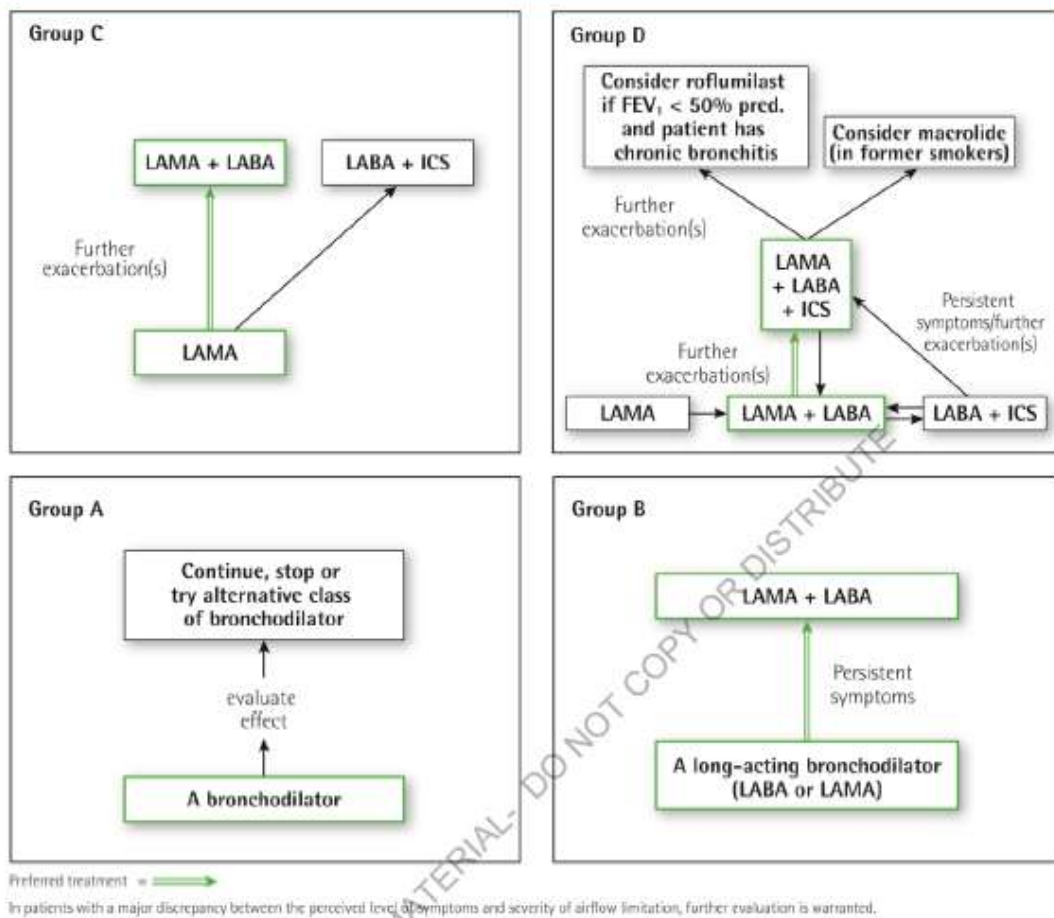 Group C
LAMA + LABA
LABA + ICS
Further
exacerbation(s)
LAMA
Group D
Consider roflumilast
if FEV₁ < 50% pred.
and patient has
chronic bronchitis
Consider macrolide
(in former smokers)
Further
exacerbation(s)
LAMA
+ LABA
+ ICS
Persistent
symptoms/further
exacerbation(s)
Further
exacerbation(s)
LAMA
LAMA + LABA
LABA + ICS
Group A
Continue, stop or
try alternative class
of bronchodilator
evaluate
effect
A bronchodilator
Group B
LAMA + LABA
Persistent
symptoms
A long-acting bronchodilator
(LABA or LAMA)
MATERIAL- DO NOT COPY OR DISTRIBUTE
Preferred treatment =
In patients with a major discrepancy between the perceived level of symptoms and severity of airflow limitation, further evaluation is warranted.